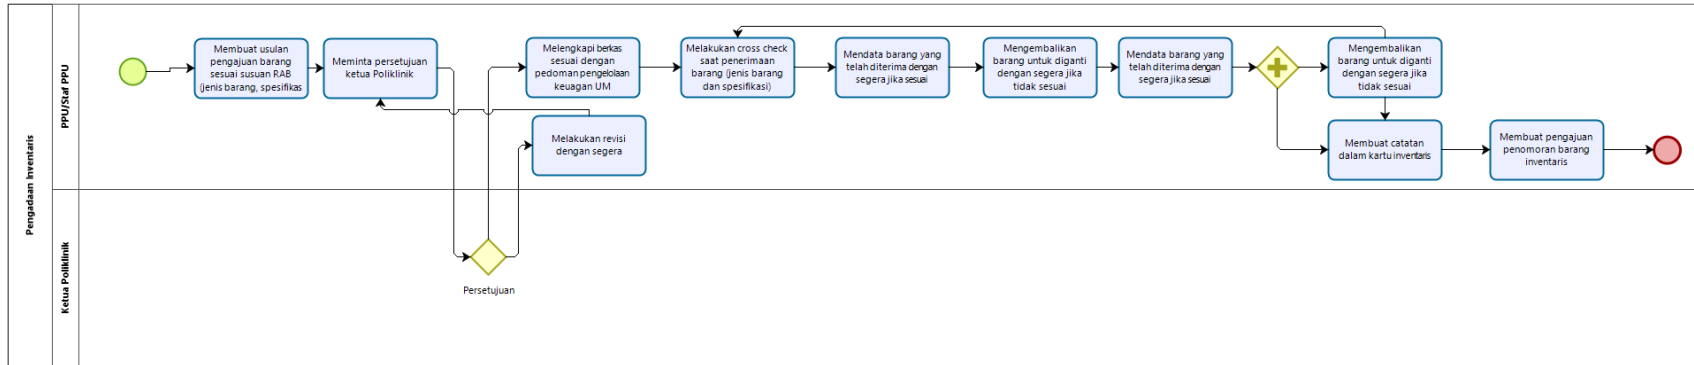 Pengadaan Inventaris
PPU/Staf PPU
Membuat usulan
pengajuan barang
sesuai susuan RAB
(jenis barang, spesifikas
Meminta persetujuan
ketua Poliklinik
Melengkapi berkas
sesuai dengan
pedoman pengelolaan
keuagan UM
Melakukan revisi
dengan segera
Melakukan cross check
saat penerimaan
barang (jenis barang
dan spesifikasi)
Mendata barang yang
telah diterima dengan
segera jika sesuai
Mengembalikan
barang untuk diganti
dengan segera jika
tidak sesuai
Mendata barang yang
telah diterima dengan
segera jika sesuai
Mengembalikan
barang untuk diganti
dengan segera jika
tidak sesuai
Membuat catatan
dalam kartu inventaris
Membuat pengajuan
penomoran barang
inventaris
Ketua Poliklinik
Persetujuan